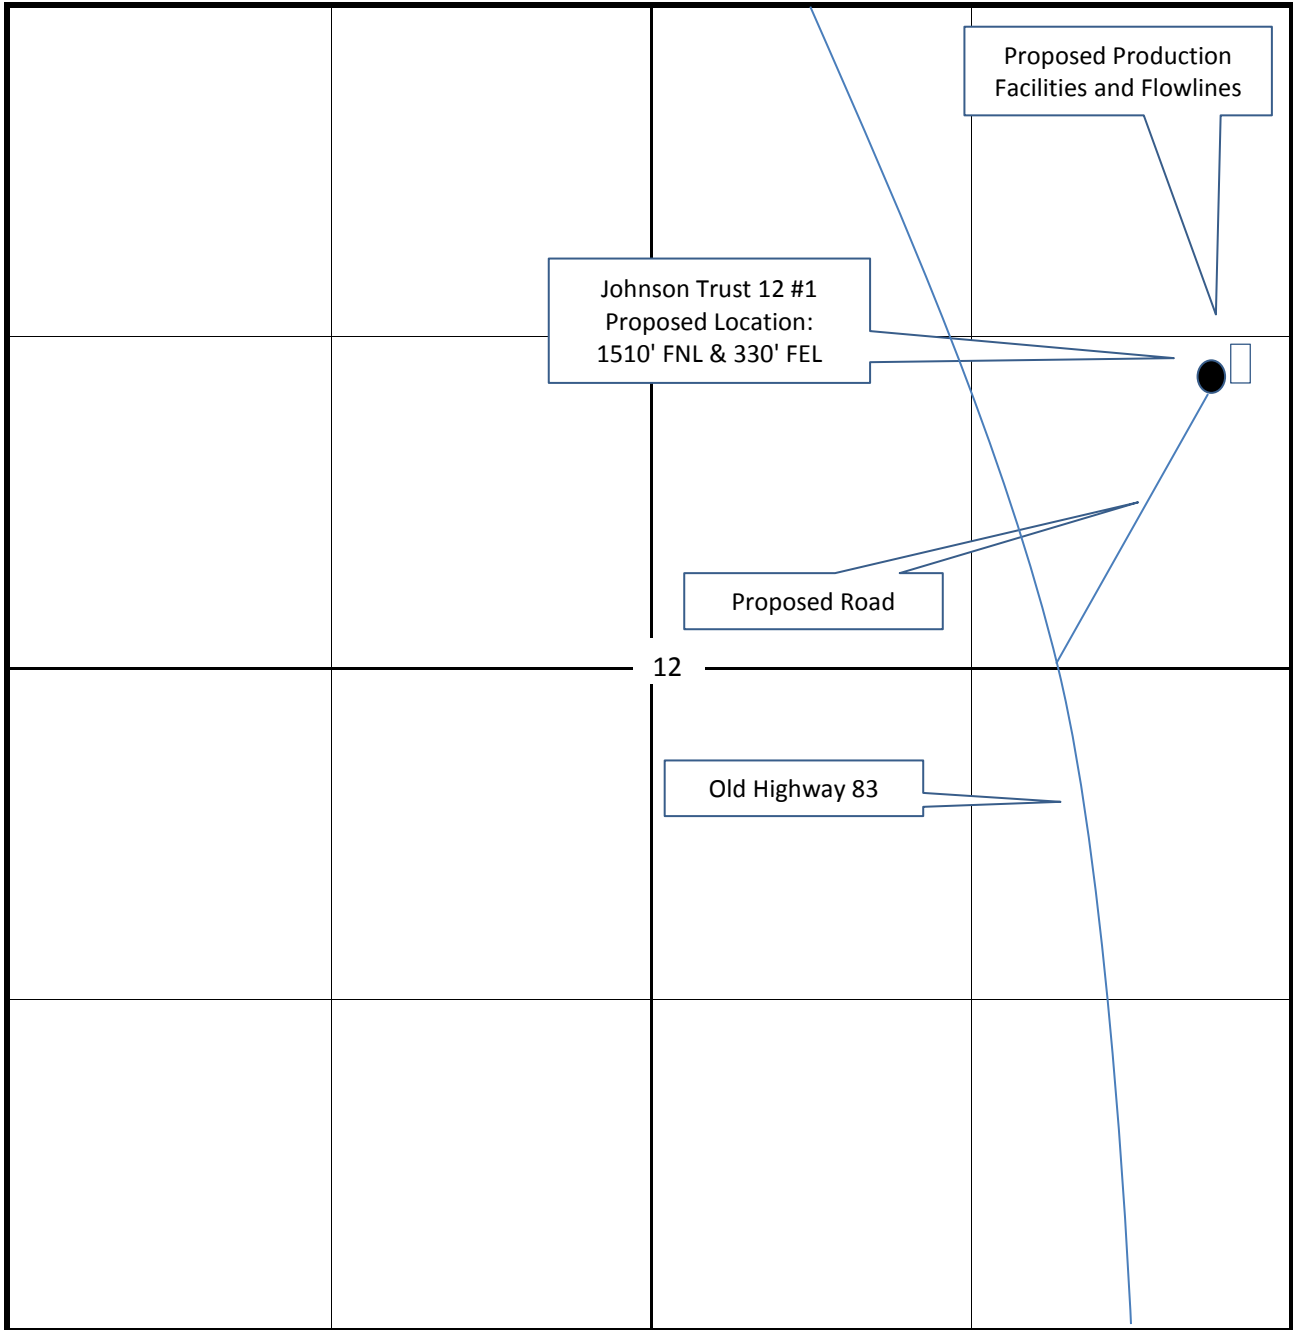 Proposed Production
Facilities and Flowlines
Johnson Trust 12 #1
Proposed Location:
1510' FNL & 330' FEL
Proposed Road
12
Old Highway 83